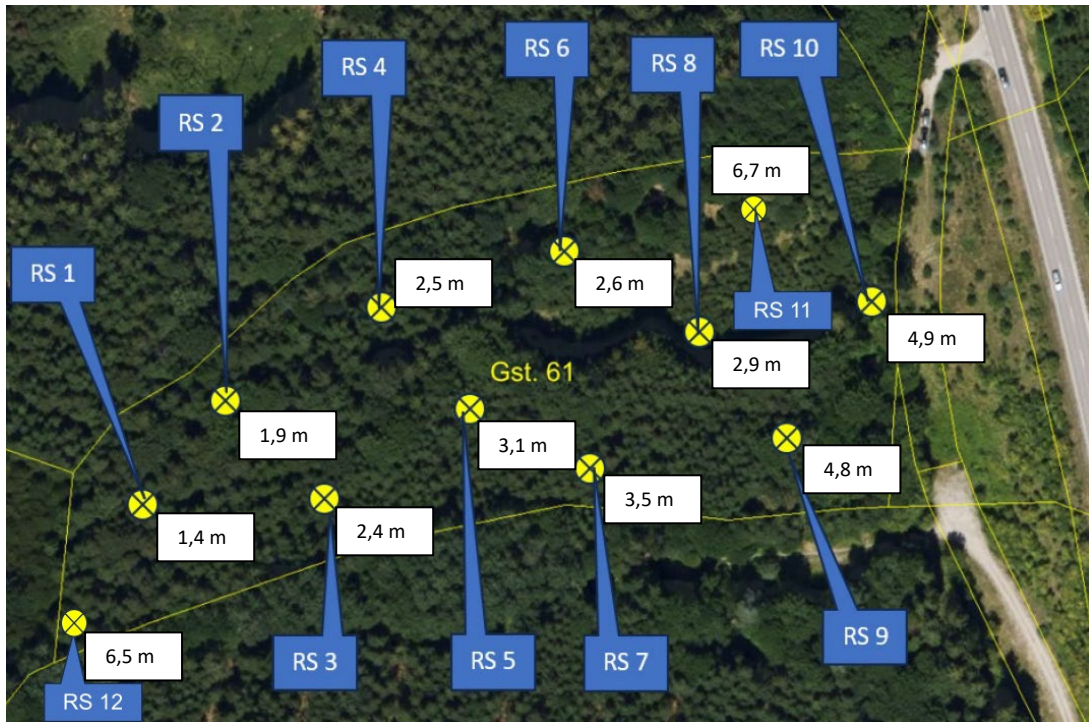 RS 6
RS 10
RS 4
RS 8
RS 2
6,7 m
RS 1
2,5 m
2,6 m
RS 11
4,9 m
2,9 m
Gst. 61
1,9 m
3,1 m
4,8 m
3,5 m
1,4 m
2,4 m
RS 9
6,5 m
RS 3
RS 5
RS 7
RS 12